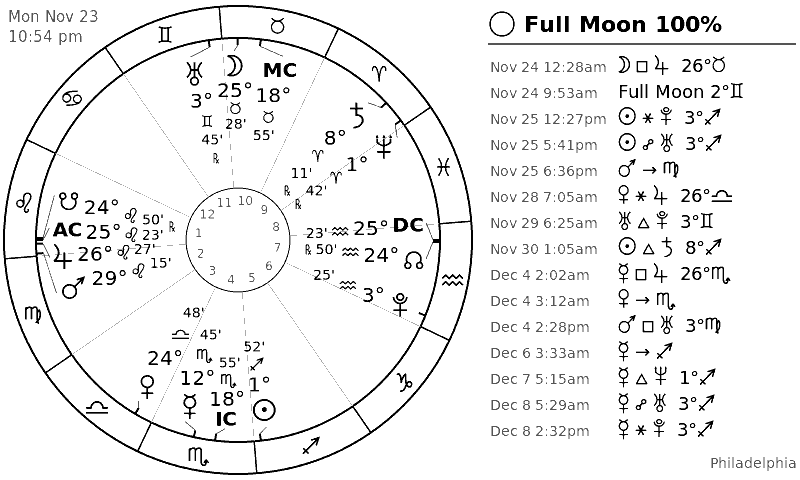 Mon Nov 23
10:54 pm
♊ ♉
♅ ☽ MC
3° 25° 18°
♊ ♉ ♉
45' 28' 55'
℞
♋ ♈
♄
8° ♆
♈ 1°
11' ♈
℞ 42'
℞
♓
♌
☋ 24° ♌ 50' ℞
AC 25° ♌ 23'
♃ 26° ♌ 27'
♂ 29° ♌ 15'
23' ♒ 25° DC
℞ 50' ♒ 24° ☊
25' ♒ 3° ♇
♒
12 11 10 9
1 8
2 7
3 4 5 6
♍
48'
♎ 45' 52'
24° ♏ 55' ♐
♀ 12° ♏ 1°
☿ 18° ☉
IC
♑
♎ ♏ ♐
Full Moon 100%
Nov 24 12:28am ☽ □ ♃ 26°♉
Nov 24 9:53am Full Moon 2°♊
Nov 25 12:27pm ☉ ⚹ ♇ 3°♐
Nov 25 5:41pm ☉ ☍ ♅ 3°♐
Nov 25 6:36pm ♂ → ♍
Nov 28 7:05am ♀ ⚹ ♃ 26°♎
Nov 29 6:25am ♅ △ ♇ 3°♊
Nov 30 1:05am ☉ △ ♄ 8°♐
Dec 4 2:02am ☿ □ ♃ 26°♏
Dec 4 3:12am ♀ → ♏
Dec 4 2:28pm ♂ □ ♅ 3°♍
Dec 6 3:33am ☿ → ♐
Dec 7 5:15am ☿ △ ♆ 1°♐
Dec 8 5:29am ☿ ☍ ♅ 3°♐
Dec 8 2:32pm ☿ ⚹ ♇ 3°♐
Philadelphia